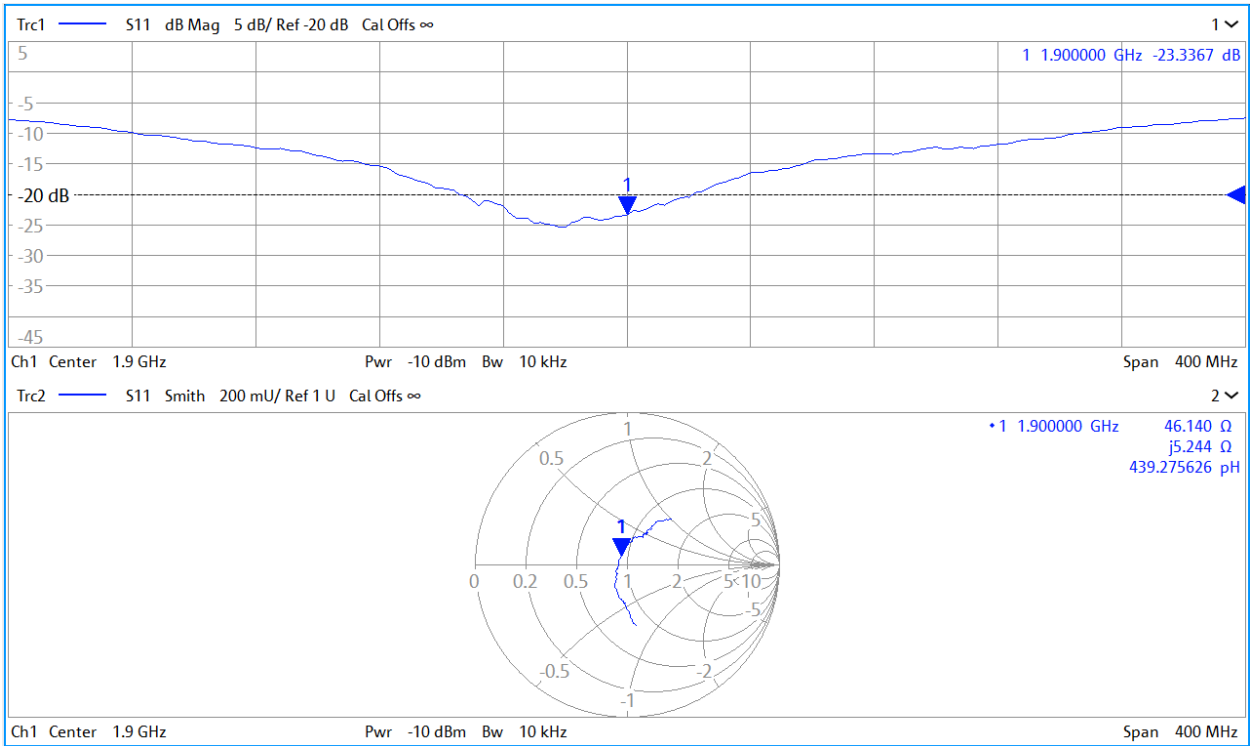 Trc1 S11 dB Mag 5 dB/ Ref -20 dB Cal Offs ∞ 1
5
1 1.900000 GHz -23.3367 dB
-5
-10
-15
1
-20 dB
-25
-30
-35
-45
Ch1 Center 1.9 GHz Pwr -10 dBm Bw 10 kHz Span 400 MHz
Trc2 S11 Smith 200 mU/ Ref 1 U Cal Offs ∞ 2
•1 1.900000 GHz 46.140 Ω
j5.244 Ω
439.275626 pH
1
0.5 2
1 5
0 0.2 0.5 1 2 5 10
-5
-0.5 -2
-1
Ch1 Center 1.9 GHz Pwr -10 dBm Bw 10 kHz Span 400 MHz